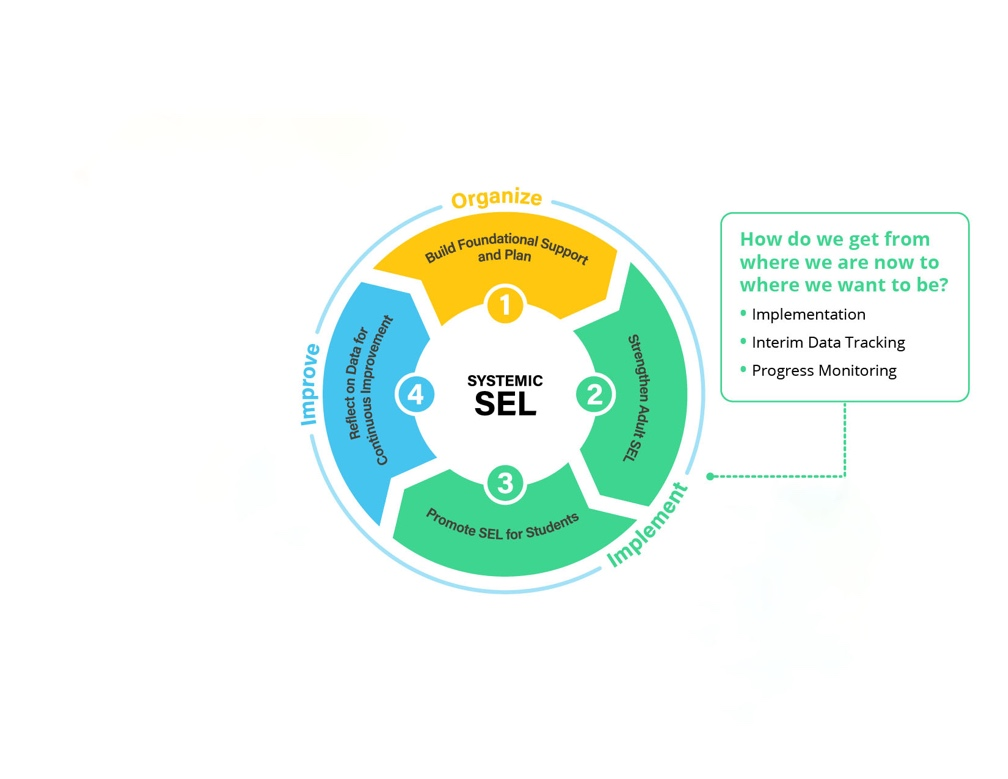 Organize
Build Foundational Support
and Plan
1
Strengthen Adult SEL
2
Implement
Promote SEL for Students
3
Improve
Reflect on Data for
Continuous Improvement
4
SYSTEMIC
SEL
How do we get from
where we are now to
where we want to be?
• Implementation
• Interim Data Tracking
• Progress Monitoring